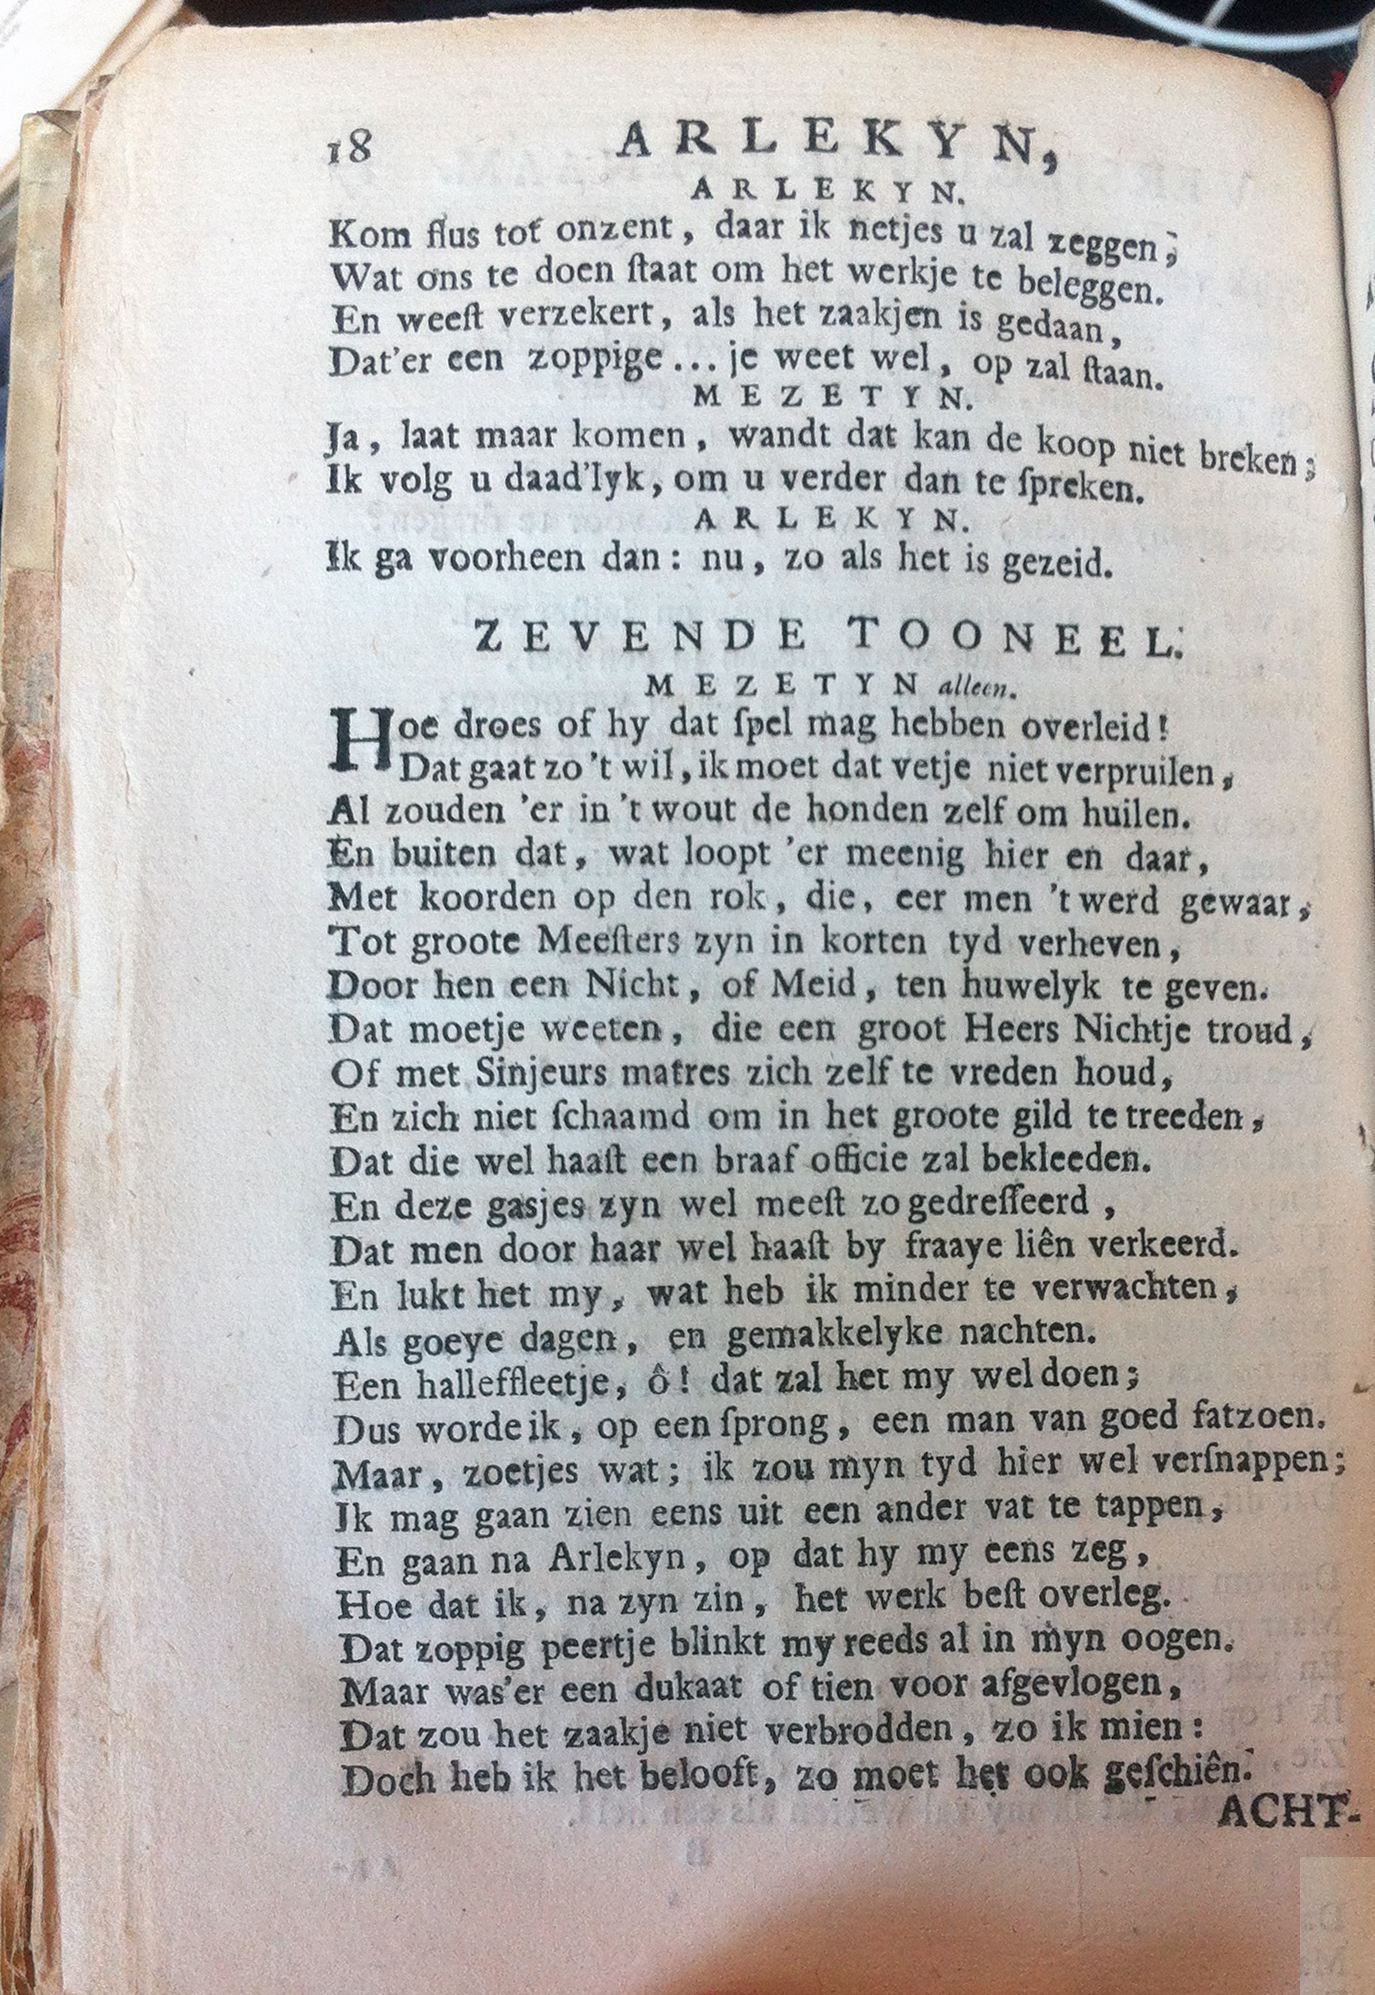 18 ARLEKYN,
ARLEKYN.
Kom flus tot onzent, daar ik netjes u zal zeggen,
Wat ons te doen ſtaat om het werkje te beleggen.
En weeſt verzekert, als het zaakjen is gedaan,
Dat'er een zoppige... je weet wel, op zal ſtaan.
MEZETYN.
Ja, laat maar komen, wandt dat kan de koop niet breken;
Ik volg u daad'lyk, om u verder dan te ſpreken.
ARLEKYN.
Ik ga voorheen dan: nu, zo als het is gezeid.
ZEVENDE TOONEEL.
MEZETYN alleen.
Hoe droes of hy dat ſpel mag hebben overleid!
Dat gaat zo 't wil, ik moet dat vetje niet verpruilen,
Al zouden 'er in 't wout de honden zelf om huilen.
En buiten dat, wat loopt 'er meenig hier en daar,
Met koorden op den rok, die, eer men 't werd gewaar,
Tot groote Meeſters zyn in korten tyd verheven,
Door hen een Nicht, of Meid, ten huwelyk te geven.
Dat moetje weeten, die een groot Heers Nichtje troud,
Of met Sinjeurs matres zich zelf te vreden houd,
En zich niet ſchaamd om in het groote gild te treeden,
Dat die wel haaſt een braaf officie zal bekleeden.
En deze gasjes zyn wel meeſt zo gedreſſeerd,
Dat men door haar wel haaſt by fraaye liên verkeerd.
En lukt het my, wat heb ik minder te verwachten,
Als goeye dagen, en gemakkelyke nachten.
Een halleffleetje, ô! dat zal het my wel doen;
Dus worde ik, op een ſprong, een man van goed fatzoen.
Maar, zoetjes wat; ik zou myn tyd hier wel verſnappen;
Ik mag gaan zien eens uit een ander vat te tappen,
En gaan na Arlekyn, op dat hy my eens zeg,
Hoe dat ik, na zyn zin, het werk beſt overleg.
Dat zoppig peertje blinkt my reeds al in myn oogen.
Maar was'er een dukaat of tien voor afgevlogen,
Dat zou het zaakje niet verbrodden, zo ik mien:
Doch heb ik het belooft, zo moet het ook geſchiên.
ACHT-